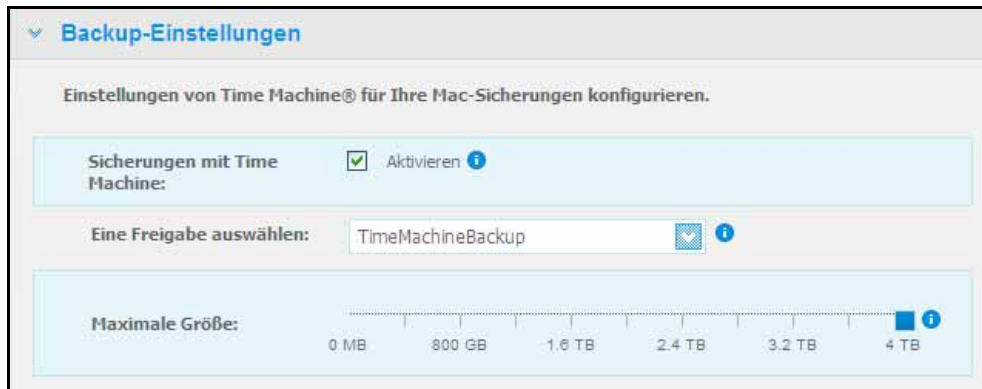 Backup-Einstellungen
Einstellungen von Time Machine® für Ihre Mac-Sicherungen konfigurieren.
Sicherungen mit Time
Machine:
Aktivieren
Eine Freigabe auswählen:
TimeMachineBackup
Maximale Größe:
0 MB 800 GB 1.6 TB 2.4 TB 3.2 TB 4 TB